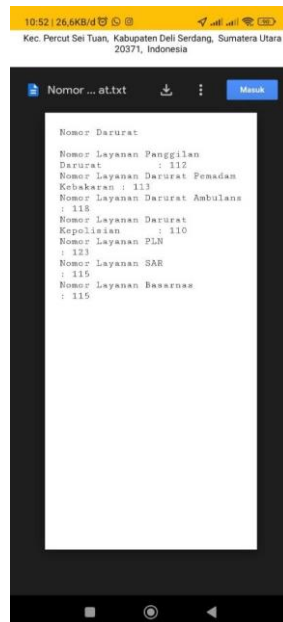 10:52 | 26,6KB/d
Kec. Percut Sei Tuan, Kabupaten Deli Serdang, Sumatera Utara
20371, Indonesia
Nomor ... at.txt
Masuk
Nomor Darurat
Nomor Layanan Panggilan
Darurat : 112
Nomor Layanan Darurat Pemadan
Kebakaran : 113
Nomor Layanan Darurat Ambulans
: 118
Nomor Layanan Darurat
Kepolisian : 110
Nomor Layanan PLN
: 123
Nomor Layanan SAR
: 115
Nomor Layanan Basarnas
: 115